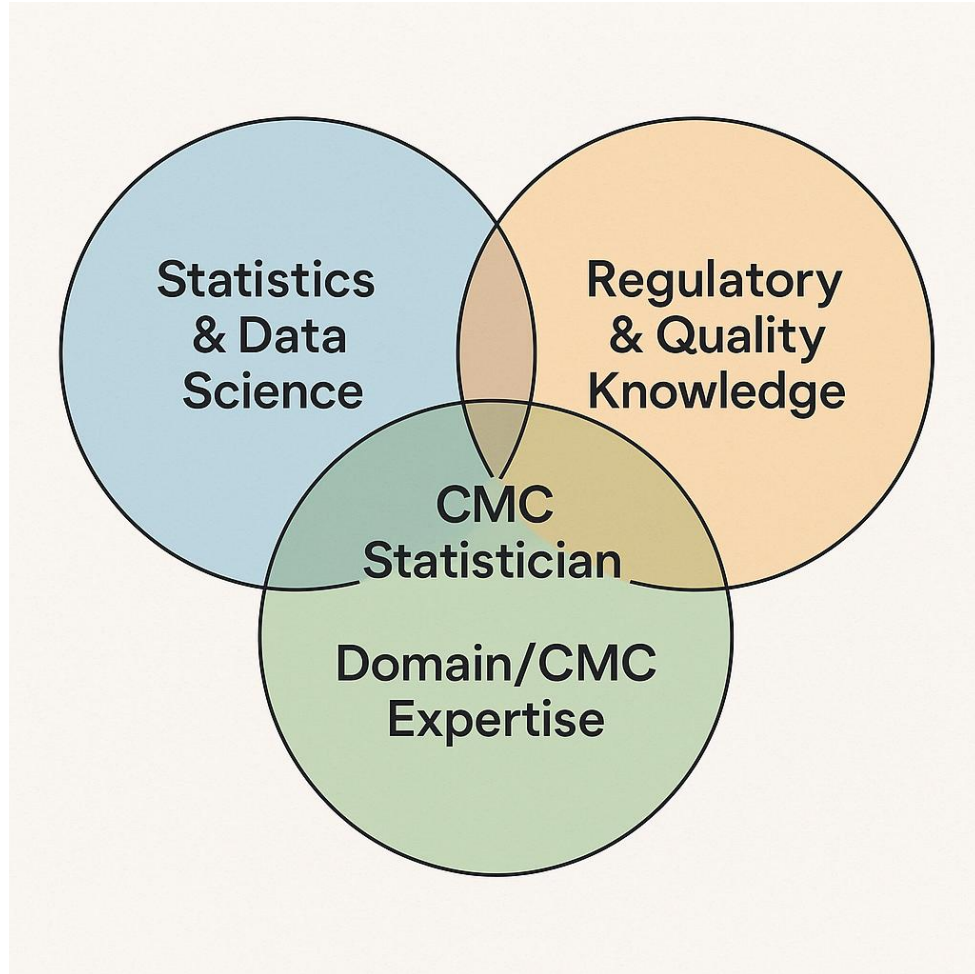 Statistics
& Data
Science
Regulatory
& Quality
Knowledge
CMC
Statistician
Domain/CMC
Expertise